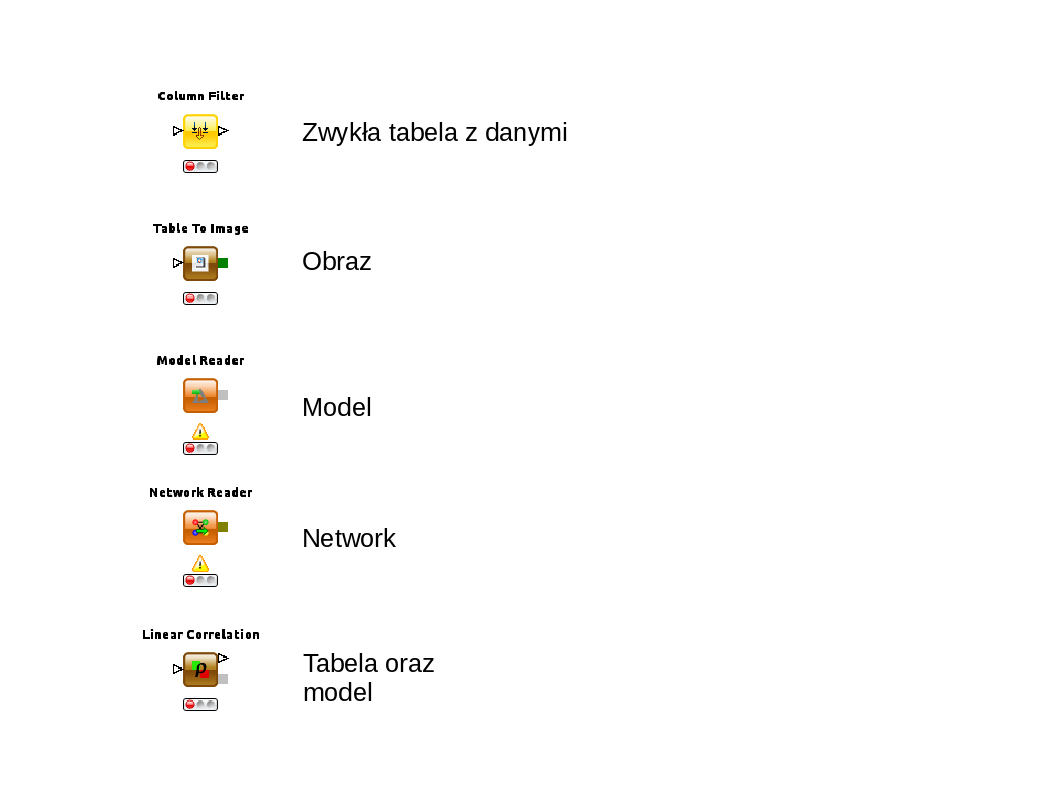 Column Filter
Zwykła tabela z danymi
Table To Image
Obraz
Model Reader
Model
Network Reader
Network
Linear Correlation
Tabela oraz
model